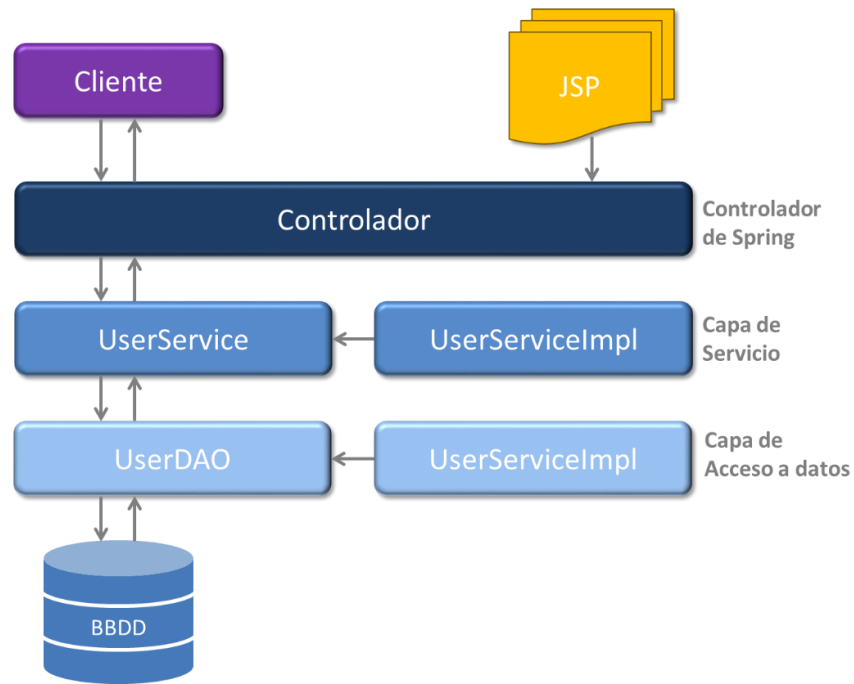 Cliente
JSP
Controlador
Controlador
de Spring
UserService
UserServiceImpl
Capa de
Servicio
UserDAO
UserServiceImpl
Capa de
Acceso a datos
BBDD